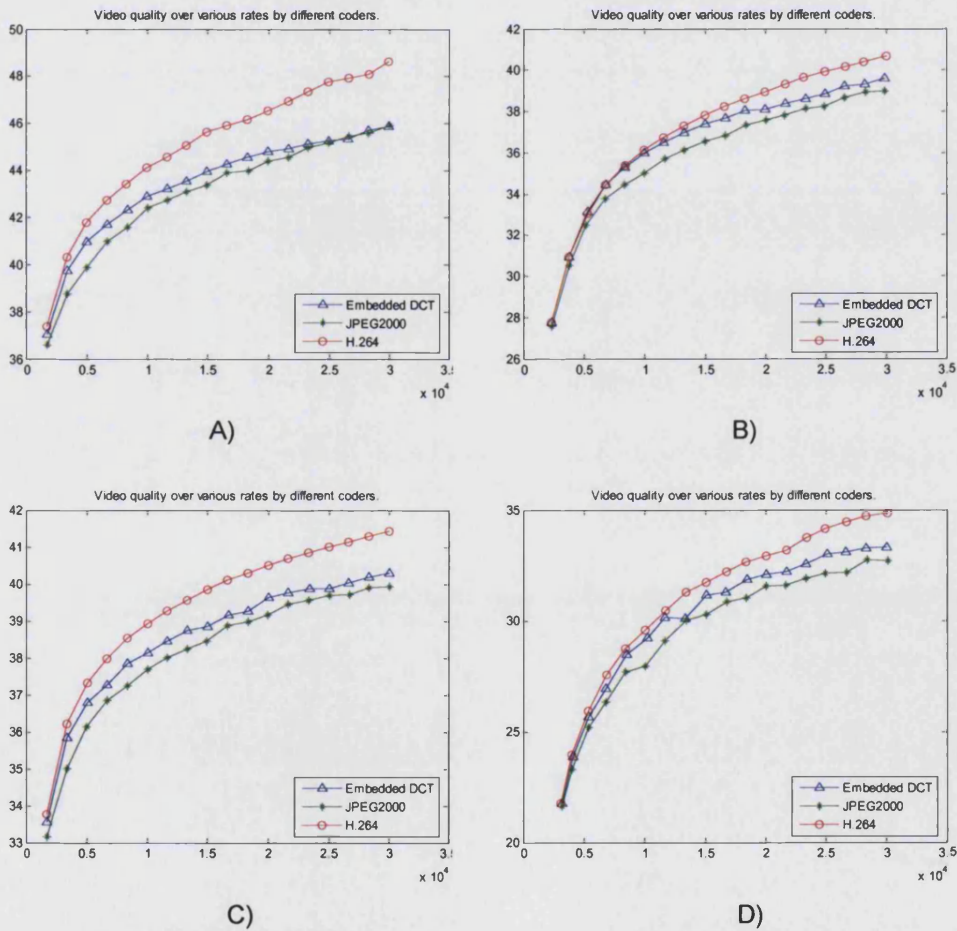 Video quality over various rates by different coders.
50
48
46
44
42
40
38
36
0
0.5
1
1.5
2
2.5
3
3.5
x 10^4
Embedded DCT
JPEG2000
H.264
A)
Video quality over various rates by different coders.
42
40
38
36
34
32
30
28
26
0
0.5
1
1.5
2
2.5
3
3.5
x 10^4
Embedded DCT
JPEG2000
H.264
B)
Video quality over various rates by different coders.
42
41
40
39
38
37
36
35
34
33
0
0.5
1
1.5
2
2.5
3
3.5
x 10^4
Embedded DCT
JPEG2000
H.264
C)
Video quality over various rates by different coders.
35
30
25
20
0
0.5
1
1.5
2
2.5
3
3.5
x 10^4
Embedded DCT
JPEG2000
H.264
D)